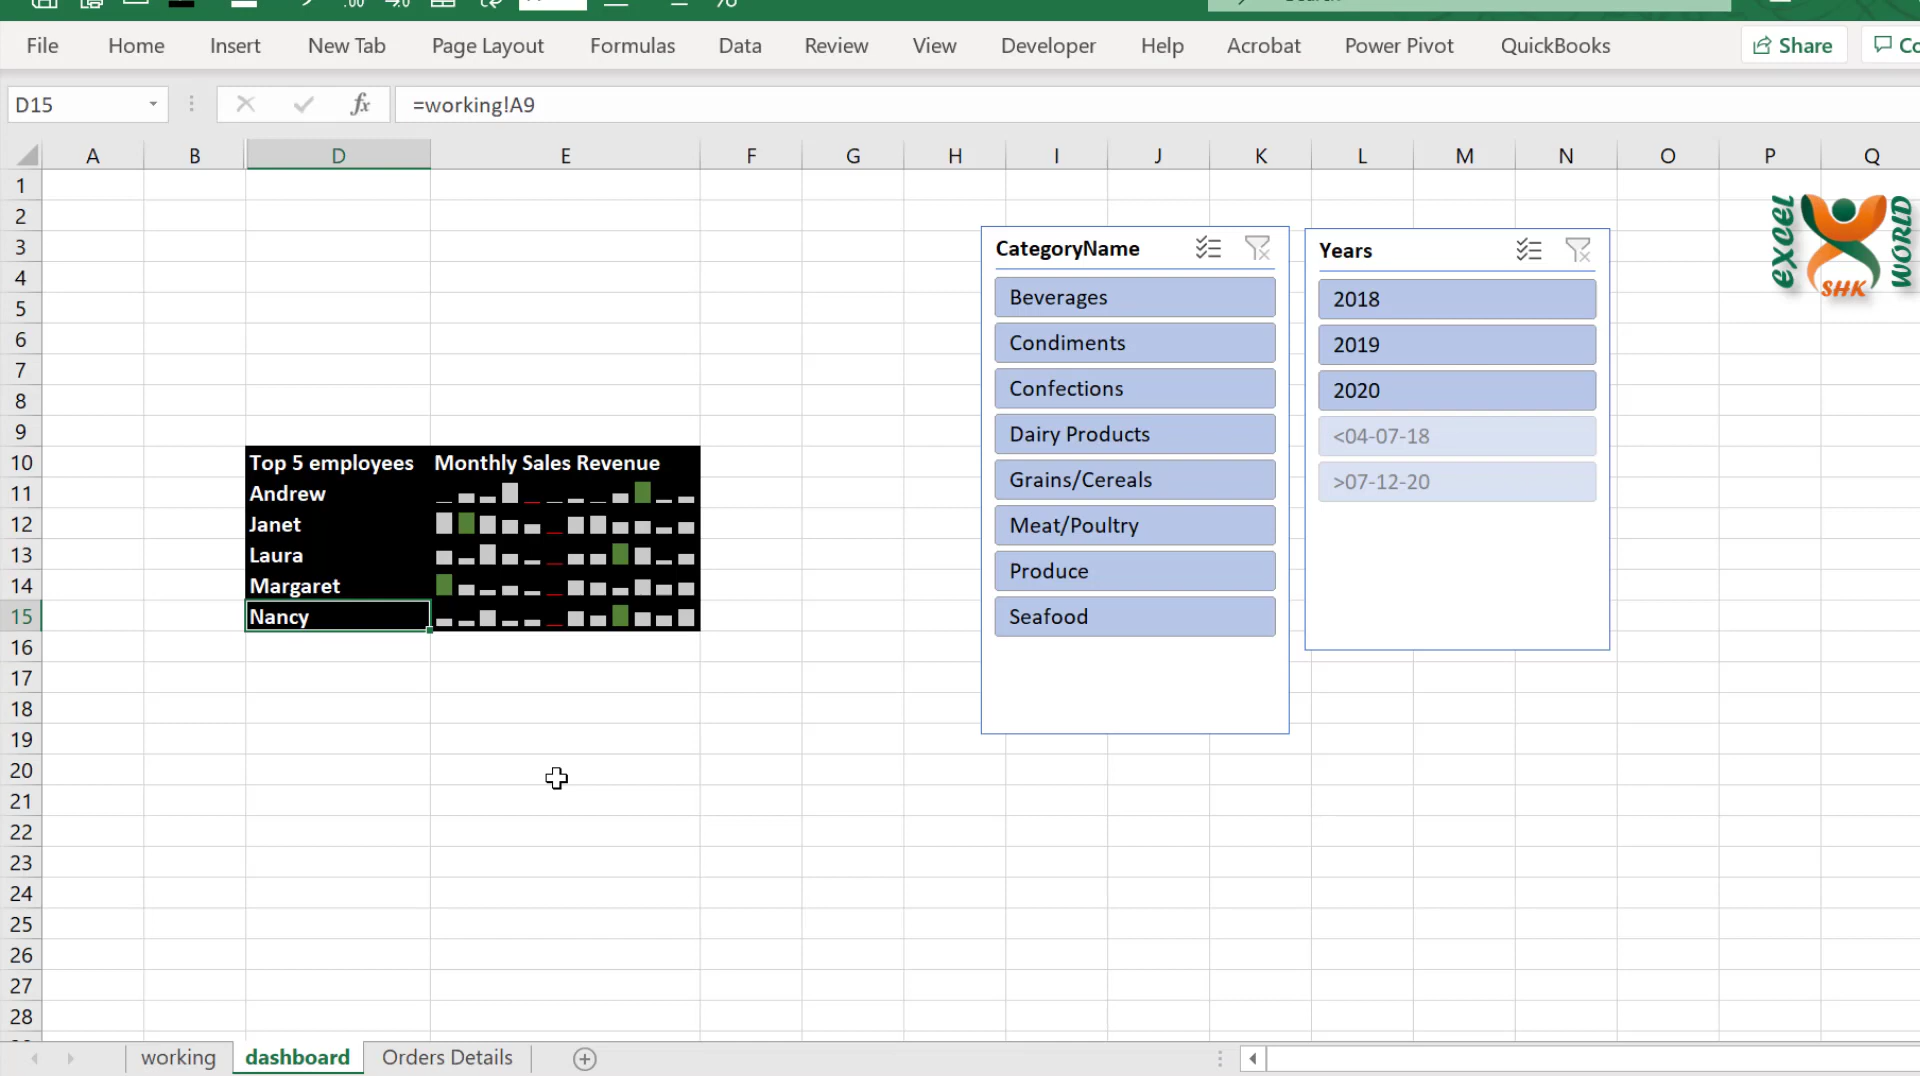 File Home Insert New Tab Page Layout Formulas Data Review View Developer Help Acrobat Power Pivot QuickBooks Share Co
D15 fx =working!A9
A B D E F G H I J K L M N O P Q
1
2
3
4
5
6
7
8
9
10
11
12
13
14
15
16
17
18
19
20
21
22
23
24
25
26
27
28
Top 5 employees Monthly Sales Revenue
Andrew
Janet
Laura
Margaret
Nancy
CategoryName
Beverages
Condiments
Confections
Dairy Products
Grains/Cereals
Meat/Poultry
Produce
Seafood
Years
2018
2019
2020
<04-07-18
>07-12-20
eXcel
SHK
WORLD
working dashboard Orders Details